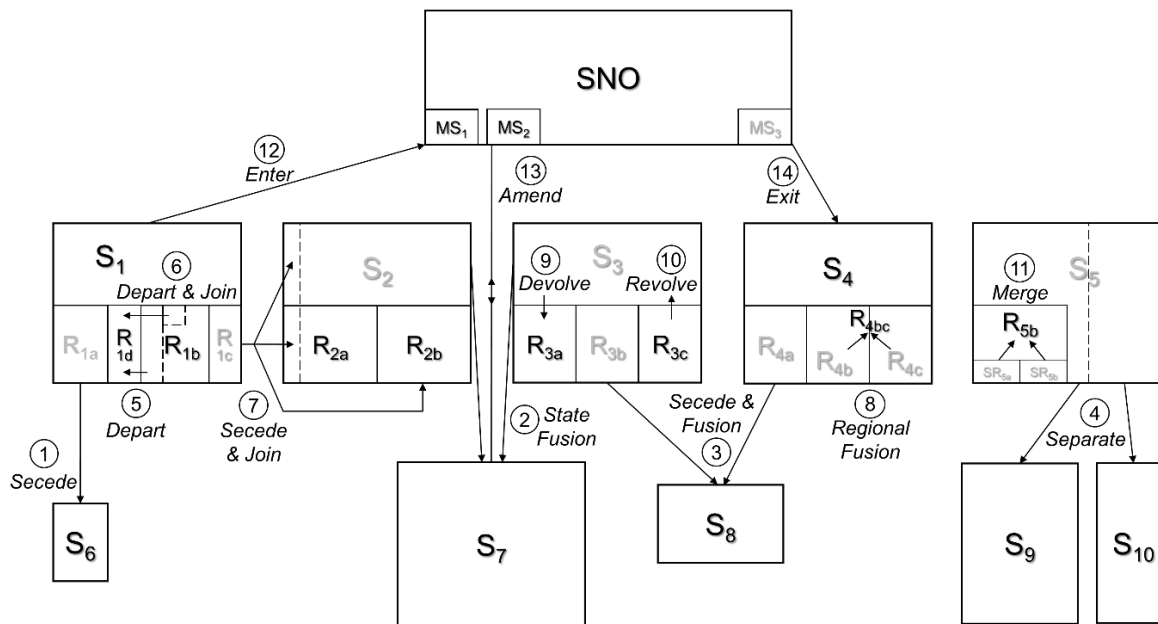 SNO
MS1 MS2 MS3
12
Enter
13
Amend
14
Exit
S1
6
Depart & Join
R1a R1d R1b R1c
5
Depart
7
Secede
& Join
1
Secede
S6
S2
R2a R2b
2 State
Fusion
S7
S3
9
Devolve
10
Revolve
R3a R3b R3c
Secede &
Fusion
3
S8
S4
R4bc
R4a R4b R4c
8
Regional
Fusion
S5
11
Merge
R5b
SR5a SR5b
4
Separate
S9
S10